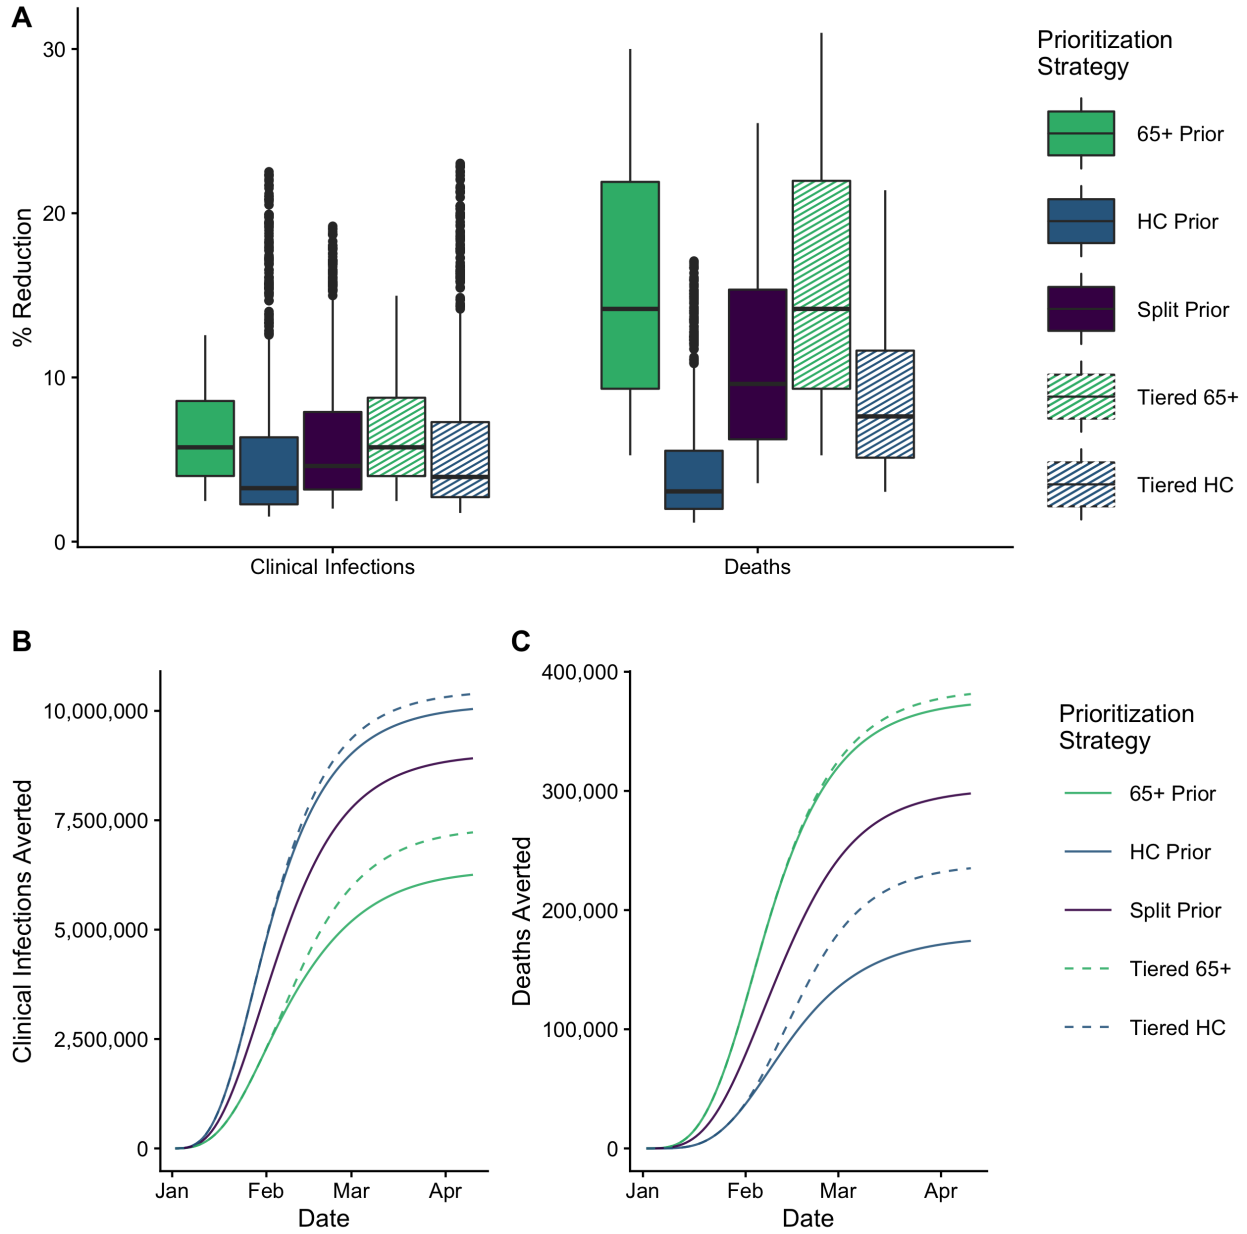 A
% Reduction
30
20
10
0
Clinical Infections
Deaths
Prioritization
Strategy
65+ Prior
HC Prior
Split Prior
Tiered 65+
Tiered HC
B
Clinical Infections Averted
10,000,000
7,500,000
5,000,000
2,500,000
0
Jan
Feb
Mar
Apr
Date
C
Deaths Averted
400,000
300,000
200,000
100,000
0
Jan
Feb
Mar
Apr
Date
Prioritization
Strategy
65+ Prior
HC Prior
Split Prior
Tiered 65+
Tiered HC